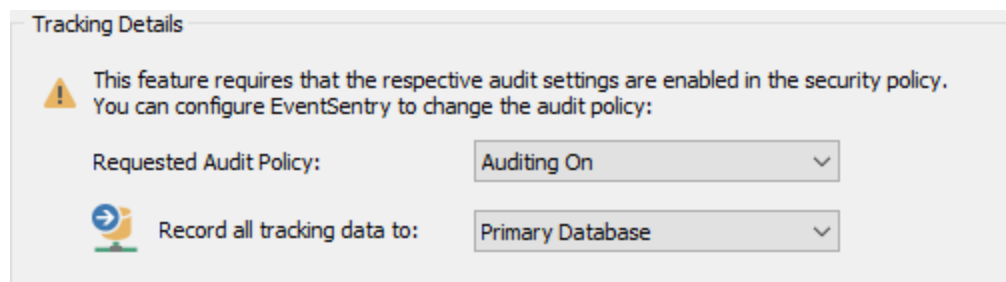 Tracking Details
This feature requires that the respective audit settings are enabled in the security policy.
You can configure EventSentry to change the audit policy:
Requested Audit Policy: Auditing On
Record all tracking data to: Primary Database